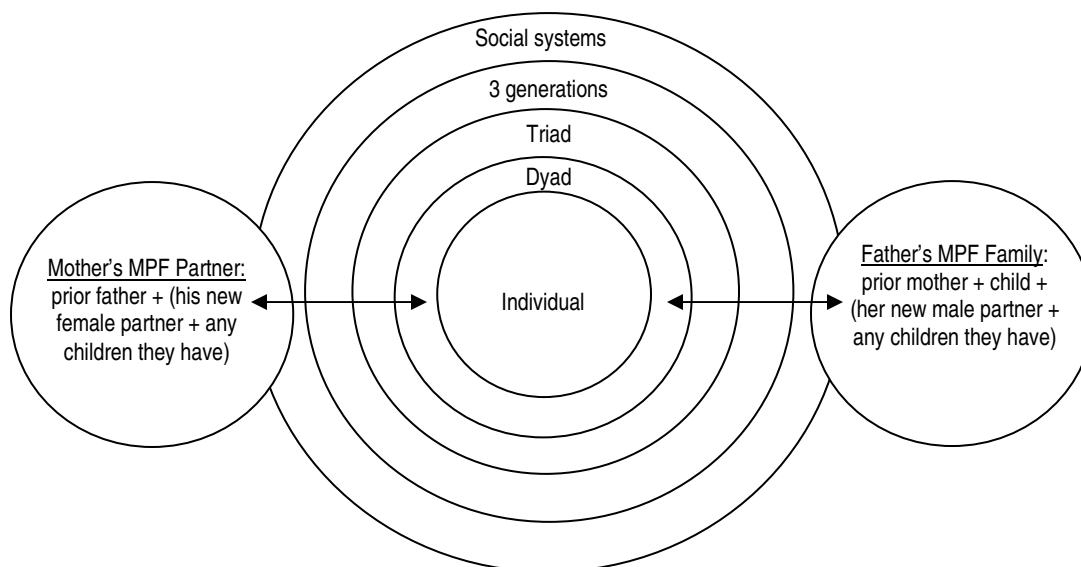 Social systems
3 generations
Triad
Dyad
Individual
Mother’s MPF Partner:
prior father + (his new
female partner + any
children they have)
Father’s MPF Family:
prior mother + child +
(her new male partner +
any children they have)